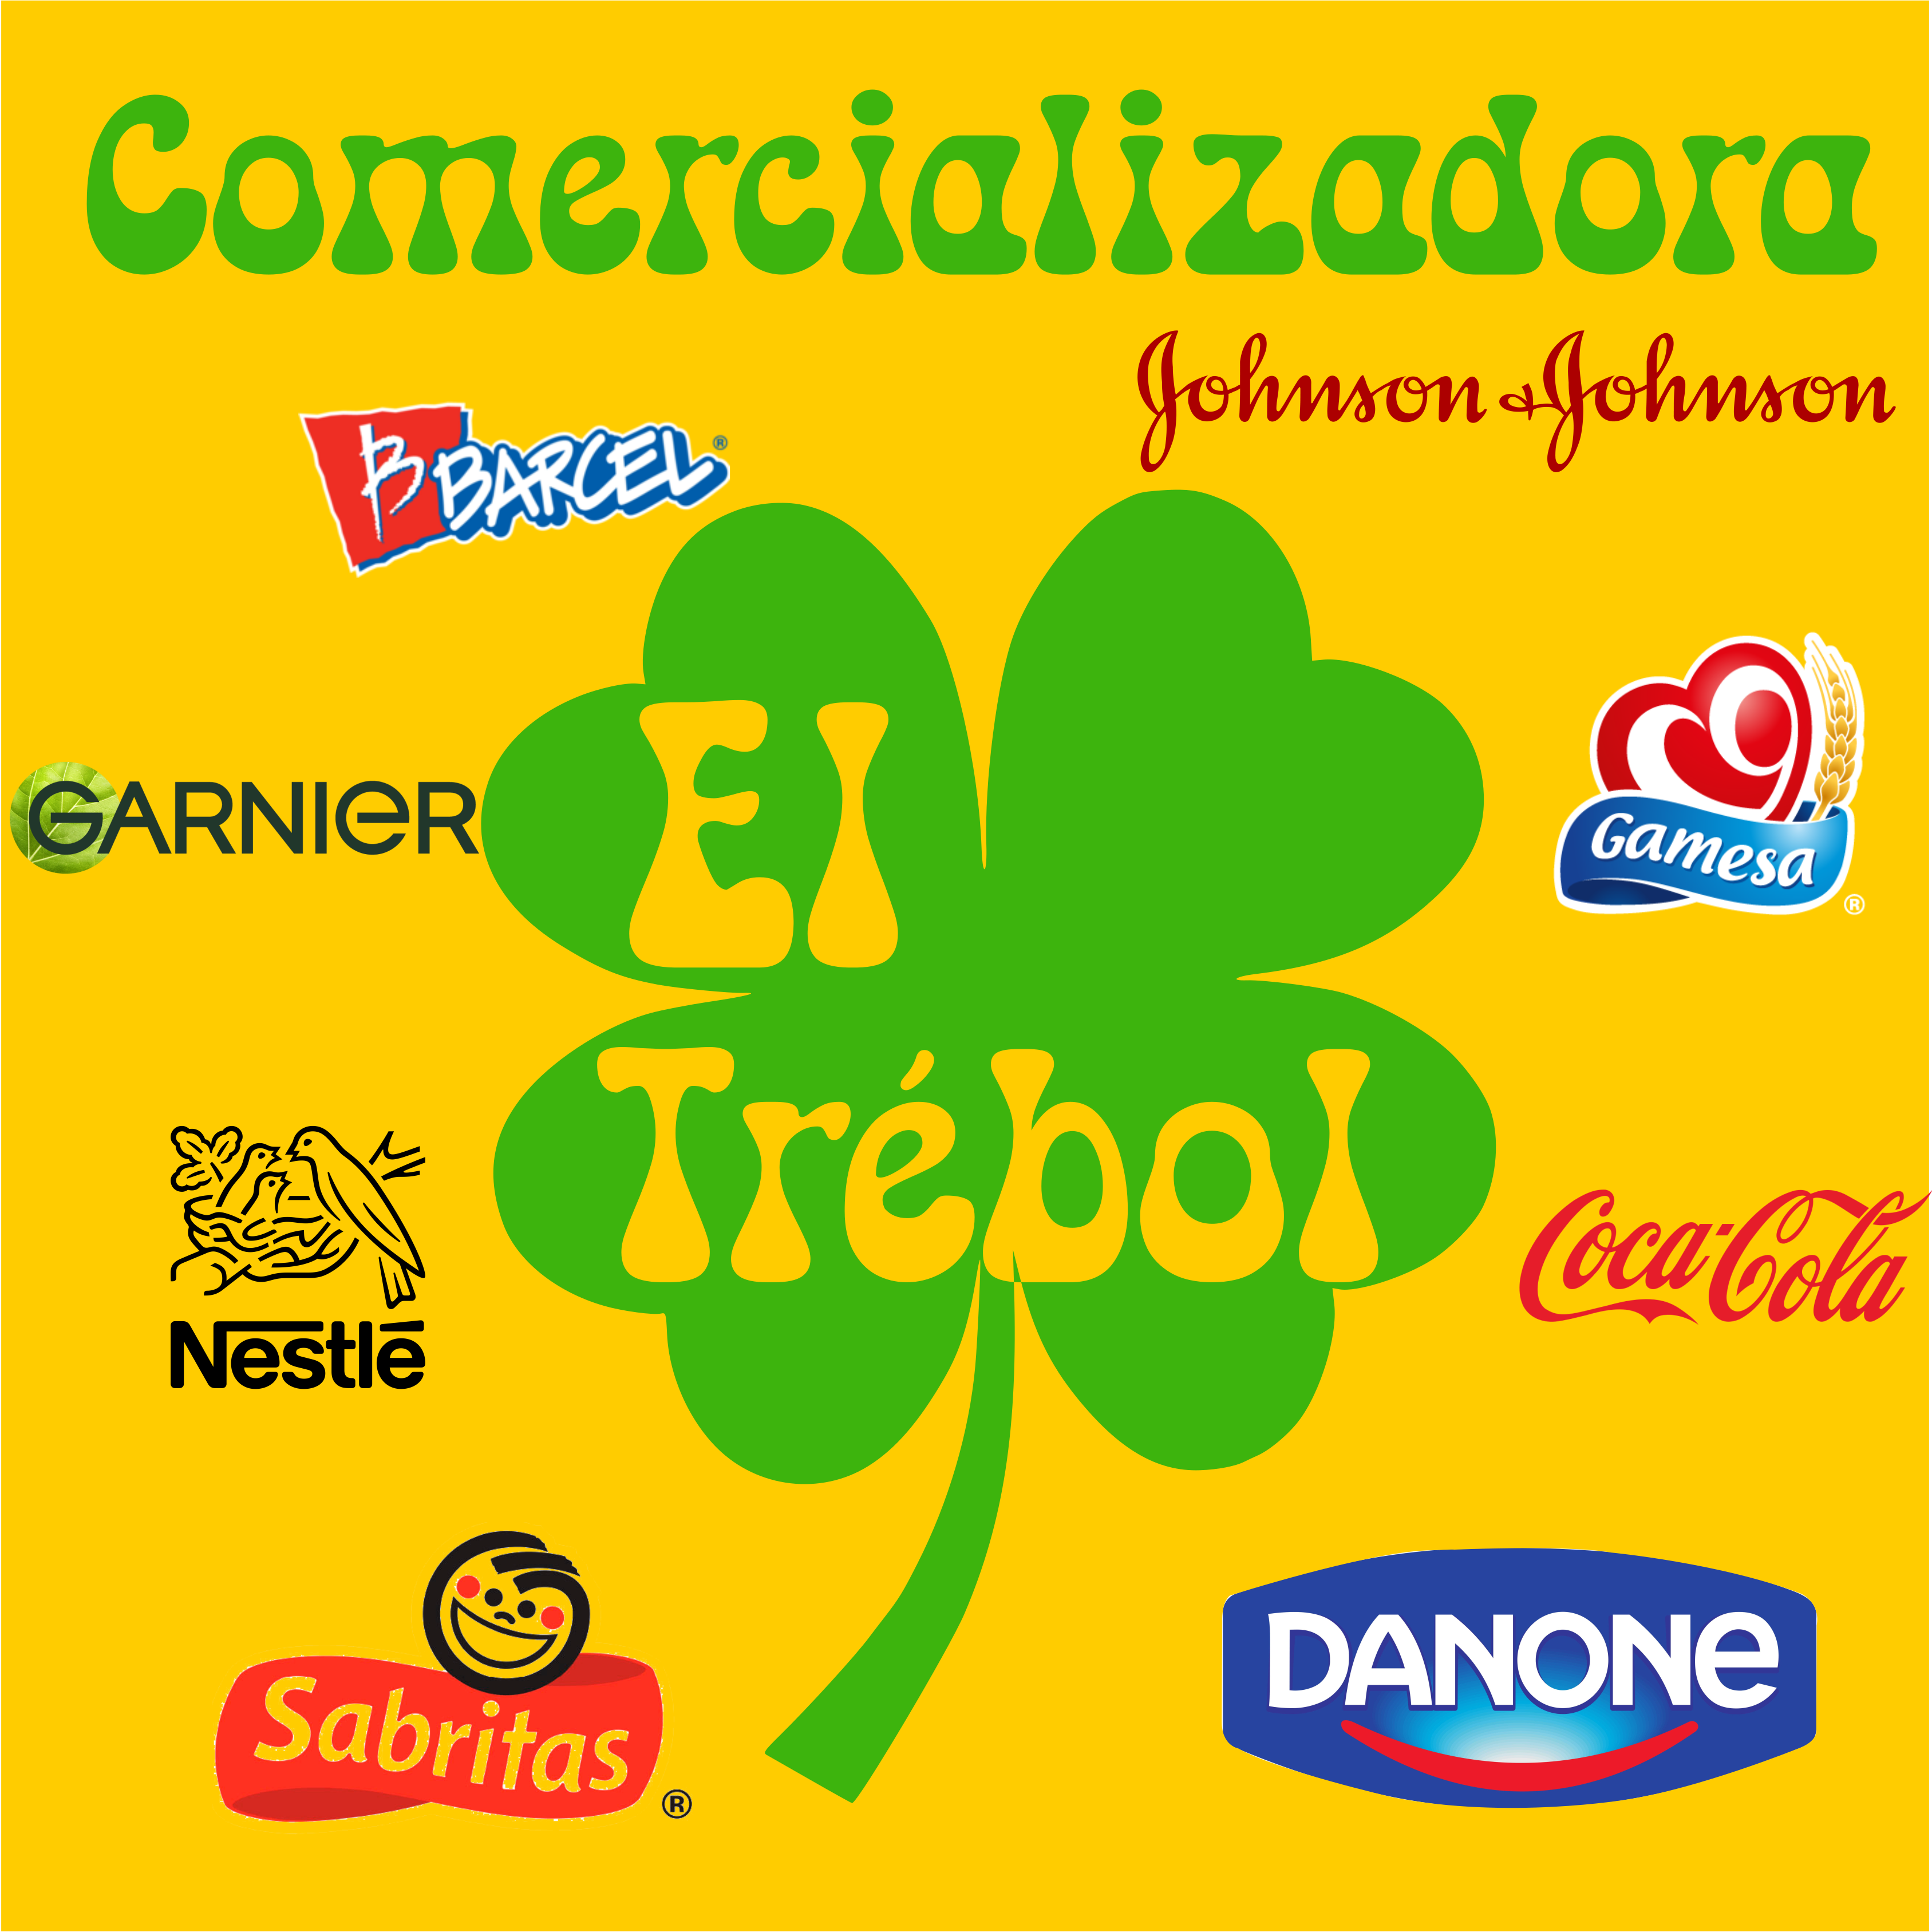 Comercializadora
Johnson & Johnson
B BARCEL®
El
GARNIER
Gamesa®
Trébol
Nestlé
Coca-Cola
Sabritas®
DANONE